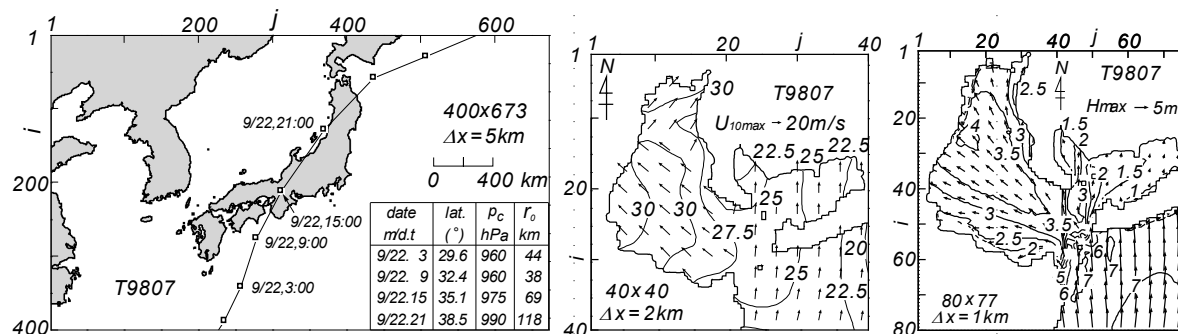 j
1 200 400 600
1
i
200
400
400x673
Δx=5km
0 400 km
9/22,21:00
9/22,15:00
9/22,9:00
9/22,3:00
T9807
date lat. pc r₀
m/d.t (°) hPa km
9/22. 3 29.6 960 44
9/22. 9 32.4 960 38
9/22.15 35.1 975 69
9/22.21 38.5 990 118
1 20 j 40
1
20
i
40
N
T9807
U10max → 20m/s
30
22.5
22.5 25
25
30 30
27.5
20
25
22.5
40x40
Δx=2km
1 20 40 j 60
1
20
40
i
60
80
N
T9807
Hmax → 5m
2.5
1.5
2
4
3
3.5
2
1.5
3
3
3.5
2.5
2
6
5
7
6 7
80x77
Δx=1km